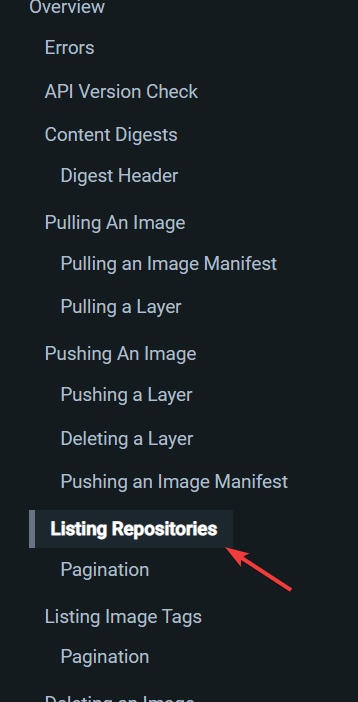 Overview
Errors
API Version Check
Content Digests
Digest Header
Pulling An Image
Pulling an Image Manifest
Pulling a Layer
Pushing An Image
Pushing a Layer
Deleting a Layer
Pushing an Image Manifest
Listing Repositories
Pagination
Listing Image Tags
Pagination
Deleting an Image